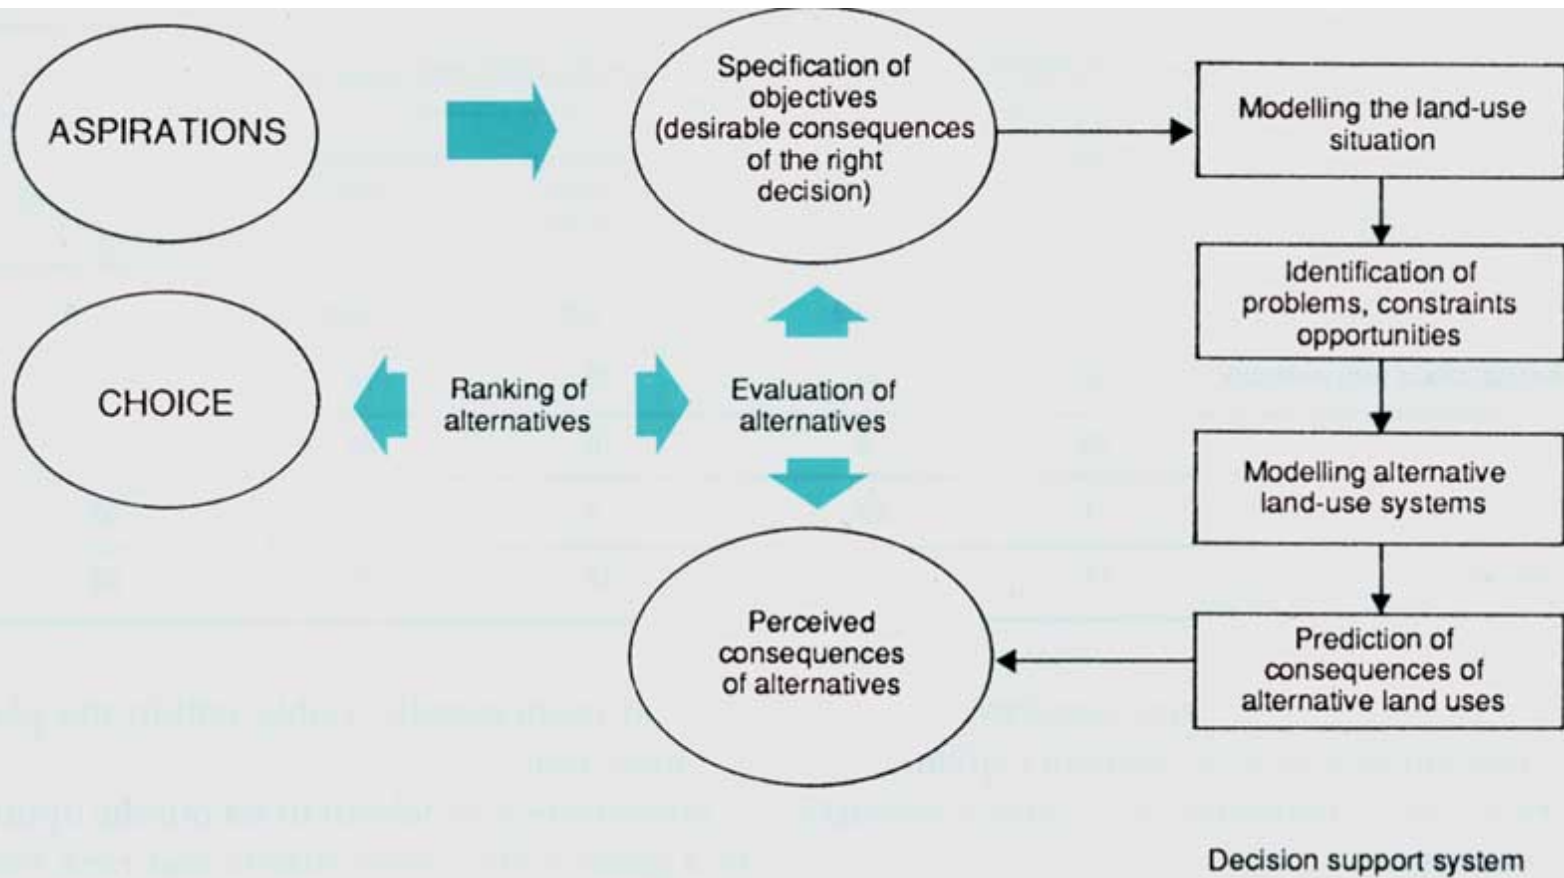 ASPIRATIONS
Specification of
objectives
(desirable consequences
of the right
decision)
Modelling the land-use
situation
Identification of
problems, constraints
opportunities
CHOICE
Ranking of
alternatives
Evaluation of
alternatives
Modelling alternative
land-use systems
Perceived
consequences
of alternatives
Prediction of
consequences of
alternative land uses
Decision support system